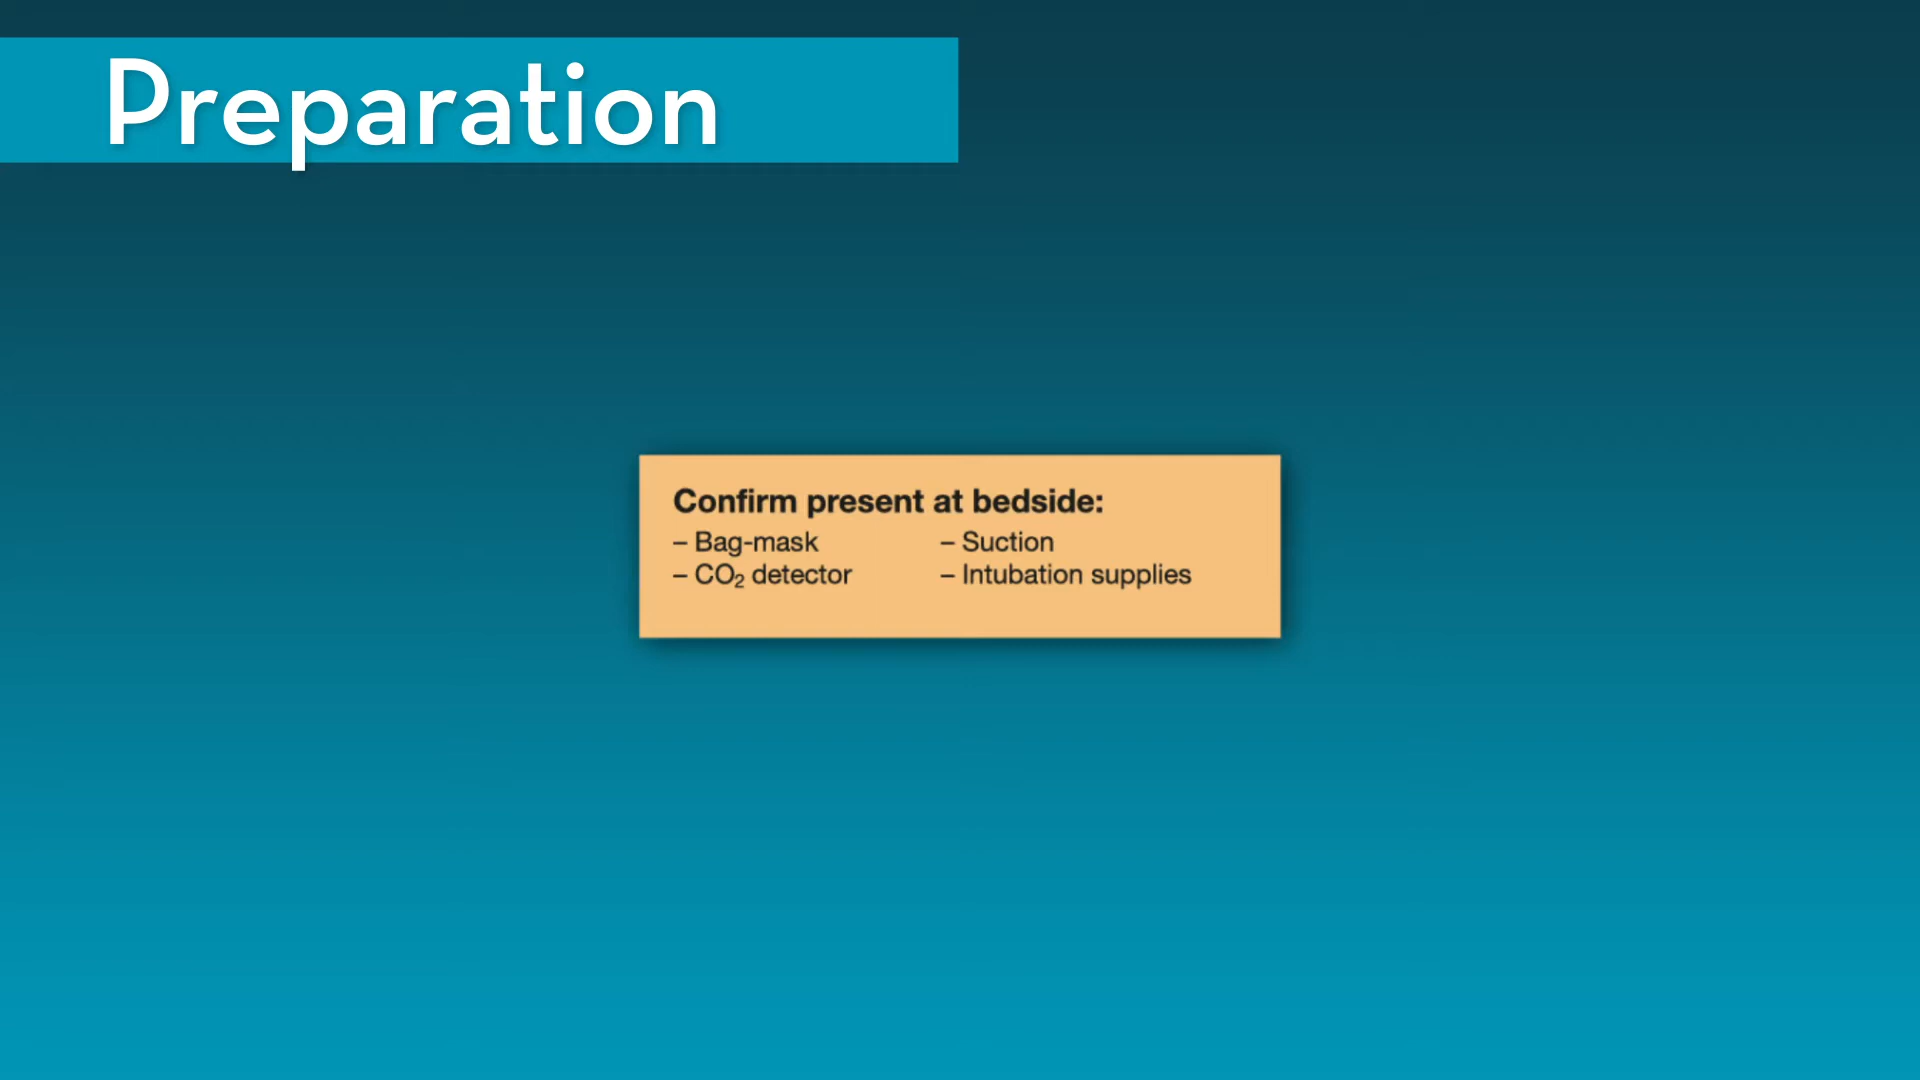 Preparation
Confirm present at bedside:
– Bag-mask – Suction
– CO₂ detector – Intubation supplies